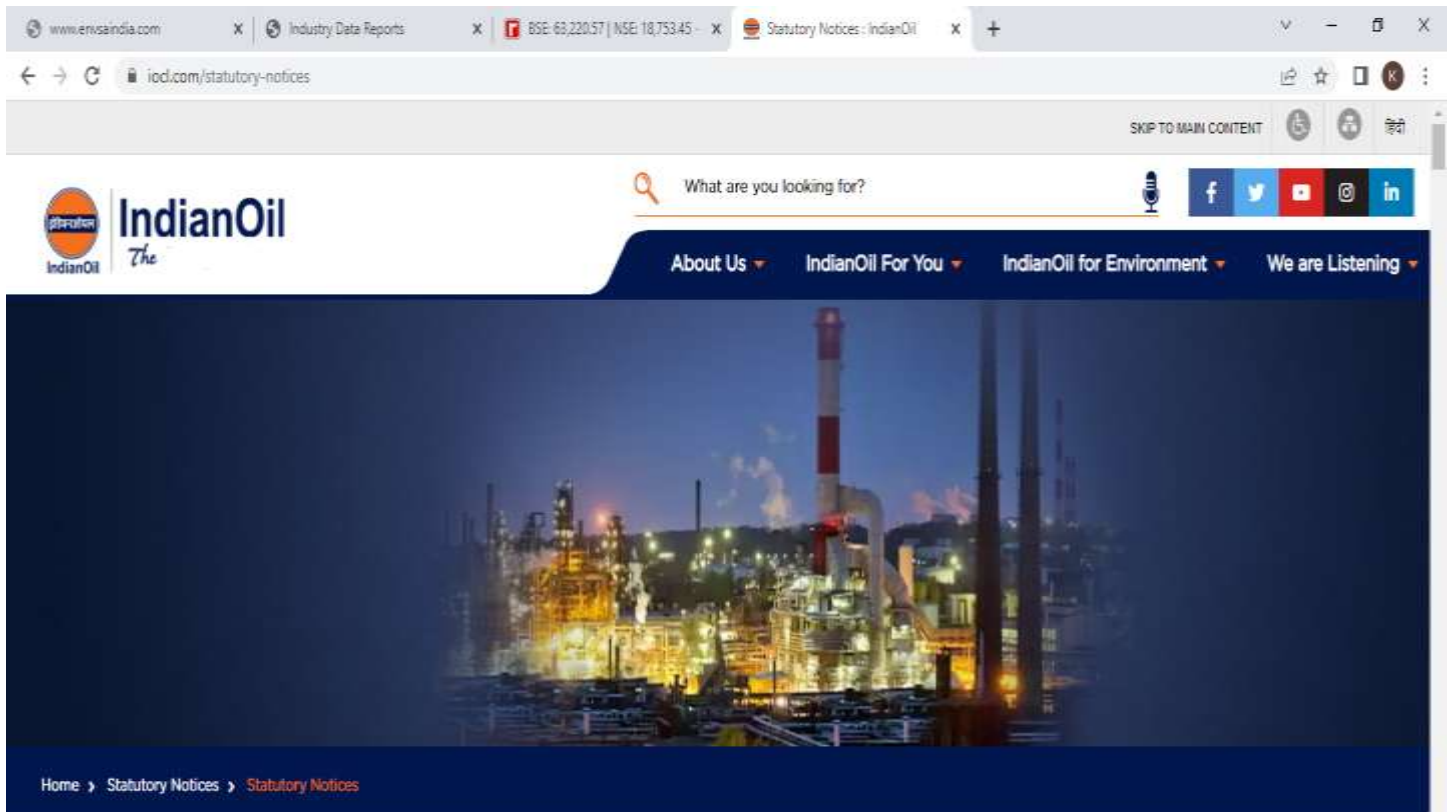 www.envsaindia.com
Industry Data Reports
BSE: 63,220.57 | NSE: 18,753.45 -
Statutory Notices : IndianOil
iocl.com/statutory-notices
K
SKIP TO MAIN CONTENT
हिंदी
What are you looking for?
इंडियनऑयल
IndianOil
IndianOil
The
About Us
IndianOil For You
IndianOil for Environment
We are Listening
Home > Statutory Notices > Statutory Notices